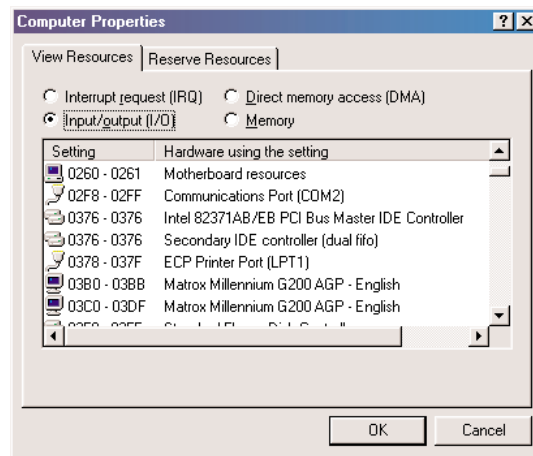 Computer Properties
View Resources
Reserve Resources
Interrupt request (IRQ)
Direct memory access (DMA)
Input/output (I/O)
Memory
Setting Hardware using the setting
0260 - 0261 Motherboard resources
02F8 - 02FF Communications Port (COM2)
0376 - 0376 Intel 82371AB/EB PCI Bus Master IDE Controller
0376 - 0376 Secondary IDE controller (dual fifo)
0378 - 037F ECP Printer Port (LPT1)
03B0 - 03BB Matrox Millennium G200 AGP - English
03C0 - 03DF Matrox Millennium G200 AGP - English
OK
Cancel